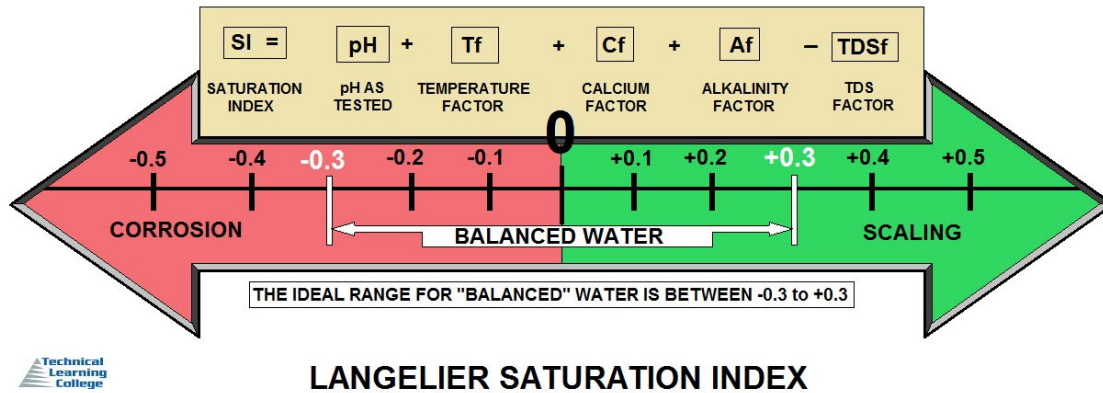 SI = pH + Tf + Cf + Af – TDSf
SATURATION INDEX pH AS TESTED TEMPERATURE FACTOR CALCIUM FACTOR ALKALINITY FACTOR TDS FACTOR
0
-0.5 -0.4 -0.3 -0.2 -0.1 +0.1 +0.2 +0.3 +0.4 +0.5
CORROSION BALANCED WATER SCALING
THE IDEAL RANGE FOR "BALANCED" WATER IS BETWEEN -0.3 to +0.3
Technical
Learning
College
LANGELIER SATURATION INDEX